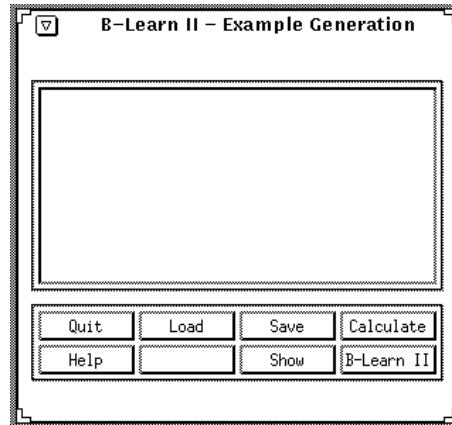 B-Learn II - Example Generation
Quit Load Save Calculate
Help Show B-Learn II